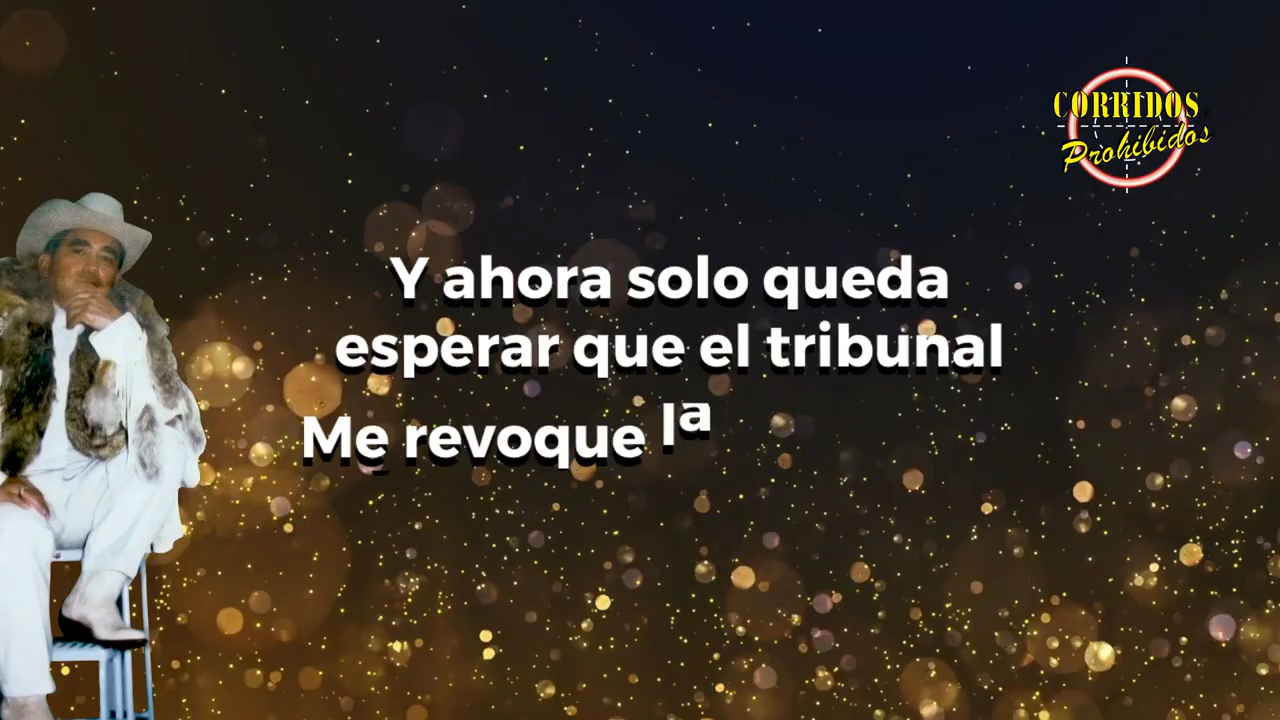 CORRIDOS
Prohibidos
Y ahora solo queda
esperar que el tribunal
Me revoque la